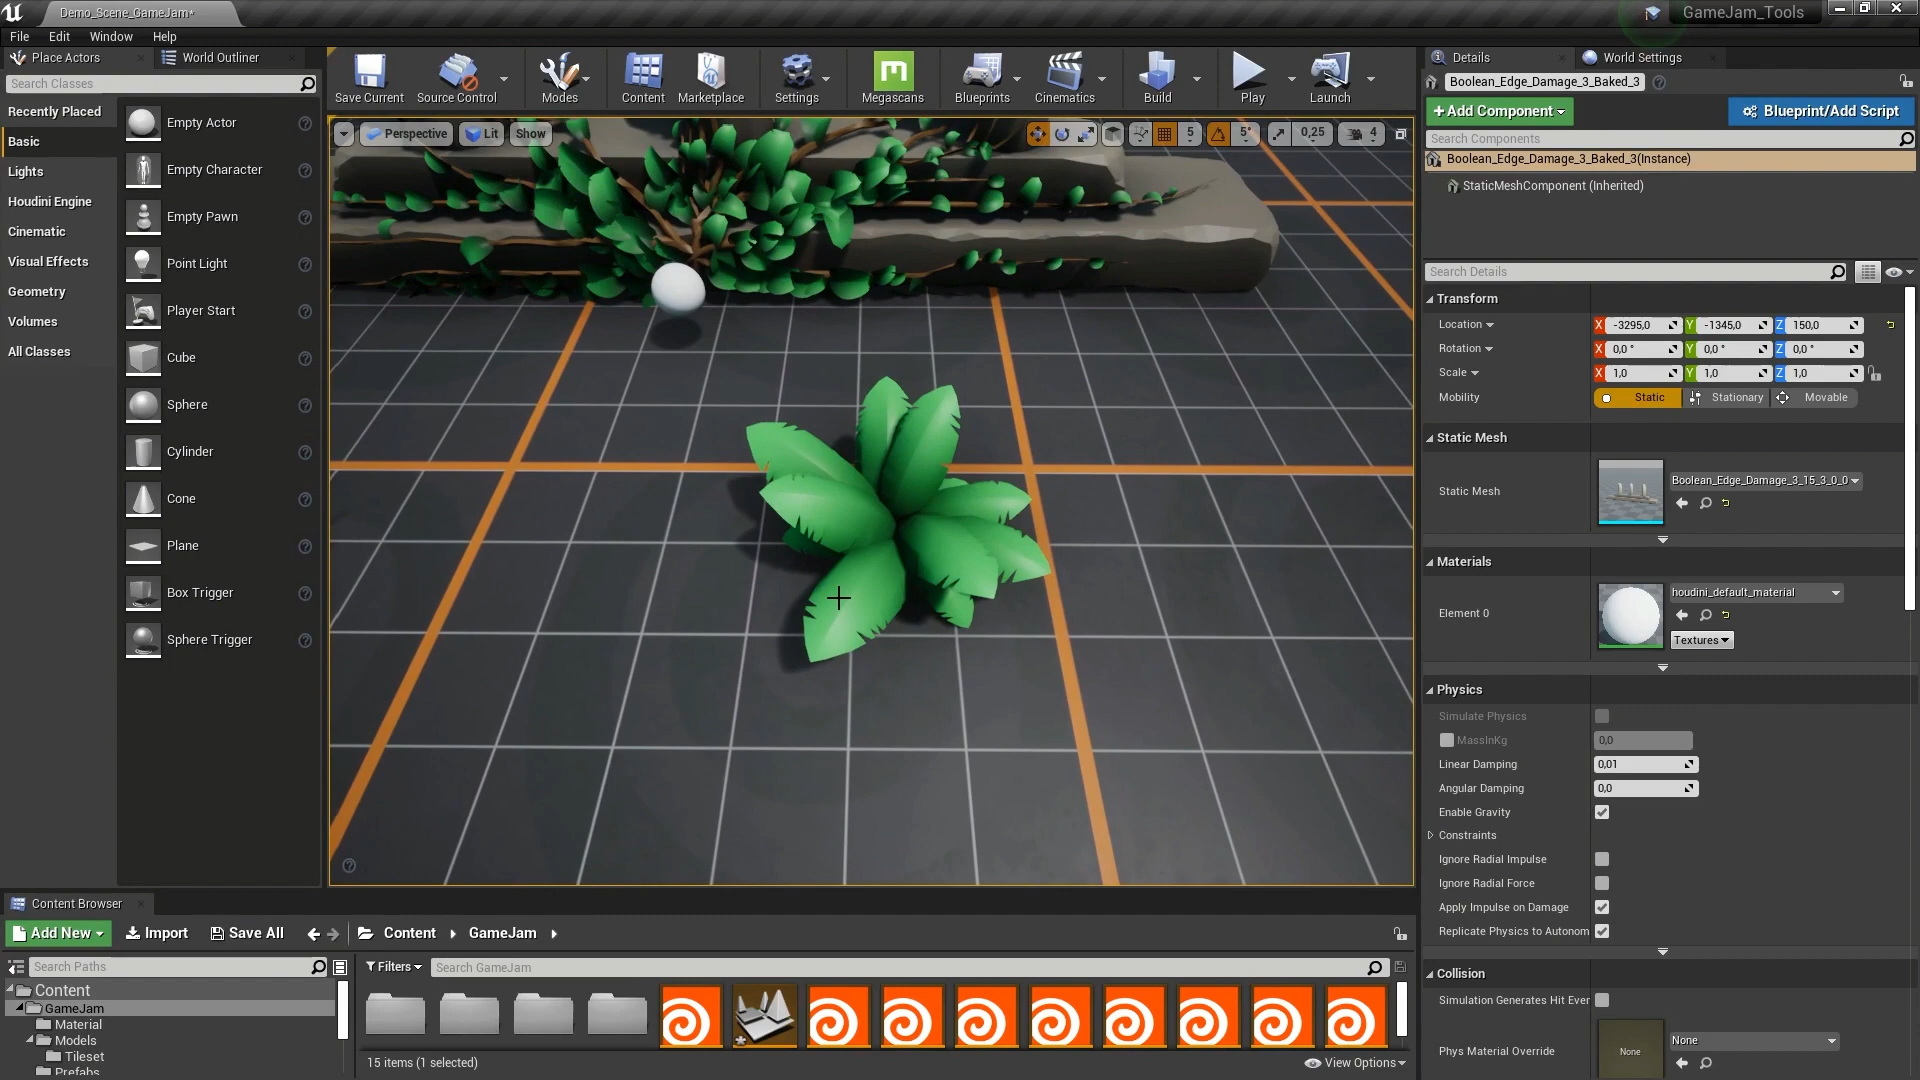 Demo_Scene_GameJam*
GameJam_Tools
File Edit Window Help
Place Actors
World Outliner
Search Classes
Recently Placed
Basic
Lights
Houdini Engine
Cinematic
Visual Effects
Geometry
Volumes
All Classes
Empty Actor
Empty Character
Empty Pawn
Point Light
Player Start
Cube
Sphere
Cylinder
Cone
Plane
Box Trigger
Sphere Trigger
Save Current
Source Control
Modes
Content
Marketplace
Settings
Megascans
Blueprints
Cinematics
Build
Play
Launch
Perspective Lit Show
5 5° 0,25 4
Details
World Settings
Boolean_Edge_Damage_3_Baked_3
+Add Component
Blueprint/Add Script
Search Components
Boolean_Edge_Damage_3_Baked_3(Instance)
StaticMeshComponent (Inherited)
Search Details
Transform
Location X -3295,0 Y -1345,0 Z 150,0
Rotation X 0,0 ° Y 0,0 ° Z 0,0 °
Scale X 1,0 Y 1,0 Z 1,0
Mobility Static Stationary Movable
Static Mesh
Static Mesh
Boolean_Edge_Damage_3_15_3_0_0
Materials
Element 0
houdini_default_material
Textures
Physics
Simulate Physics
MassInKg 0,0
Linear Damping 0,01
Angular Damping 0,0
Enable Gravity
Constraints
Ignore Radial Impulse
Ignore Radial Force
Apply Impulse on Damage
Replicate Physics to Autonom
Collision
Simulation Generates Hit Ever
Phys Material Override
None
None
Content Browser
Add New Import Save All Content GameJam
Search Paths
Filters
Search GameJam
Content
GameJam
Material
Models
Tileset
Prefabs
15 items (1 selected)
View Options